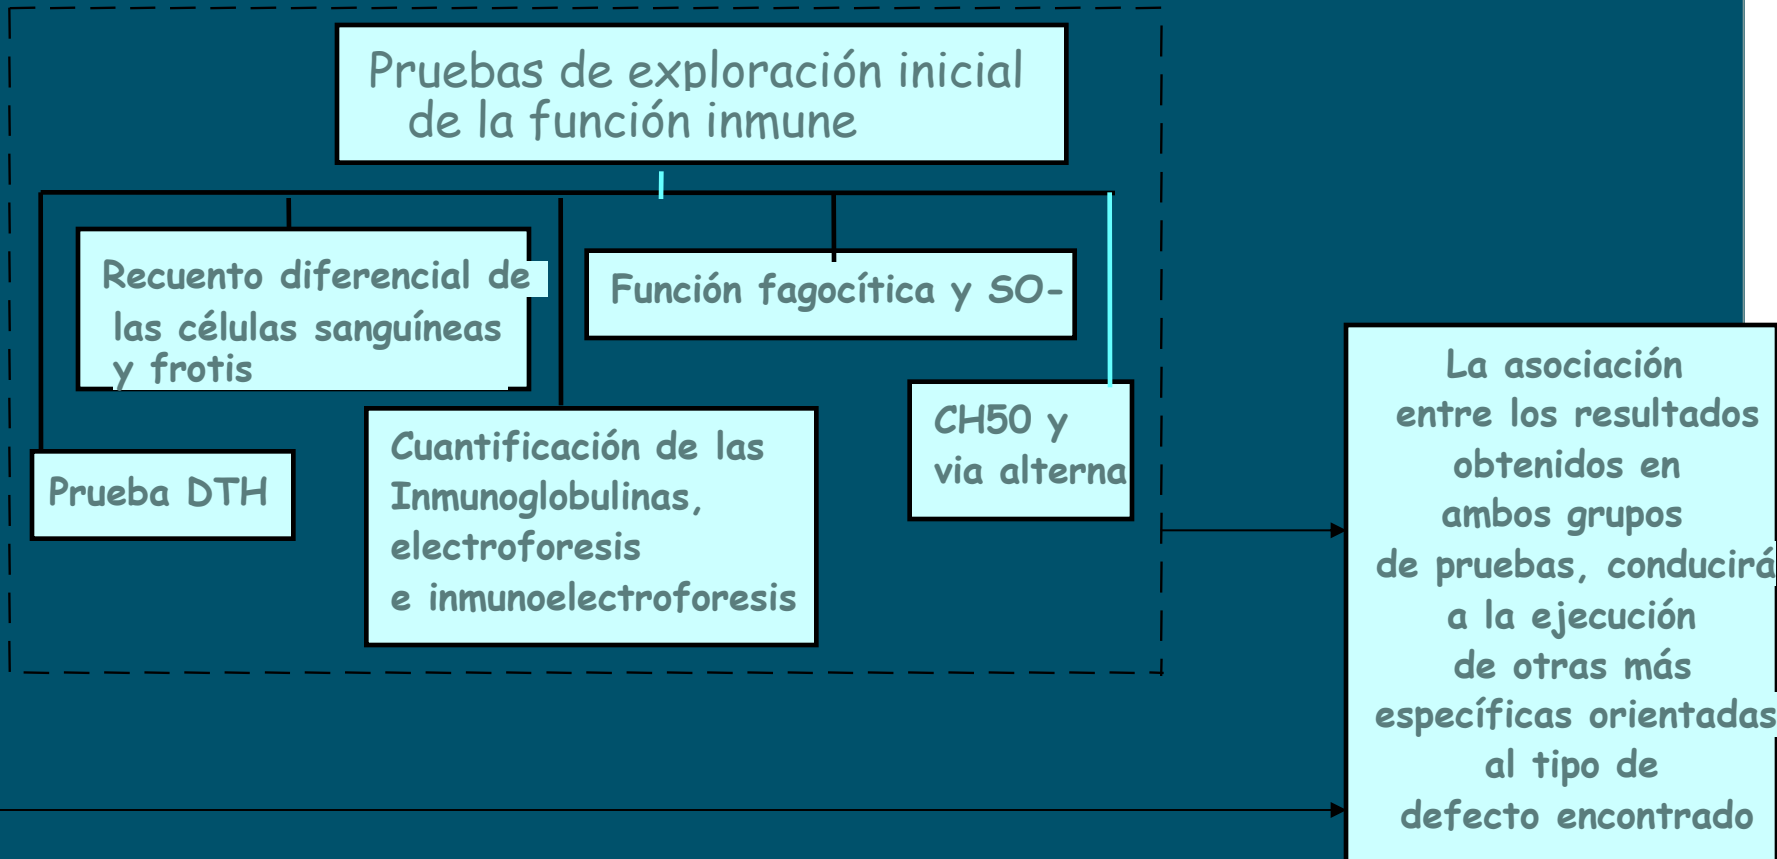 Pruebas de exploración inicial
de la función inmune
Recuento diferencial de
las células sanguíneas
y frotis
Función fagocítica y SO-
Prueba DTH
Cuantificación de las
Inmunoglobulinas,
electroforesis
e inmunoelectroforesis
CH50 y
via alterna
La asociación
entre los resultados
obtenidos en
ambos grupos
de pruebas, conducirá
a la ejecución
de otras más
específicas orientadas
al tipo de
defecto encontrado